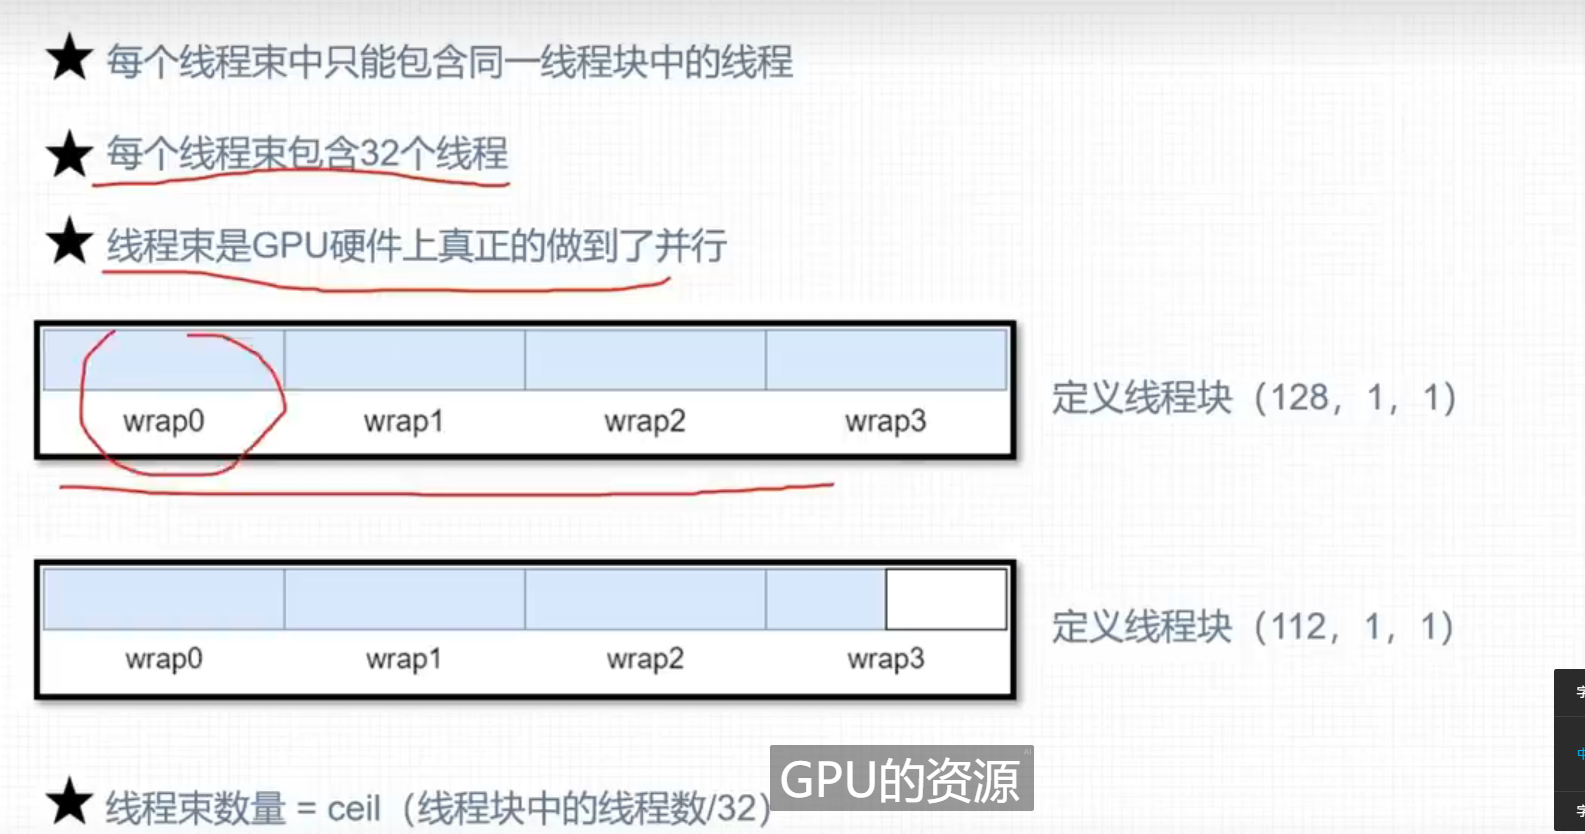 ★ 每个线程束中只能包含同一线程块中的线程
★ 每个线程束包含32个线程
★ 线程束是GPU硬件上真正的做到了并行
wrap0 wrap1 wrap2 wrap3
定义线程块（128，1，1）
wrap0 wrap1 wrap2 wrap3
定义线程块（112，1，1）
GPU的资源
★ 线程束数量 = ceil（线程块中的线程数/32）